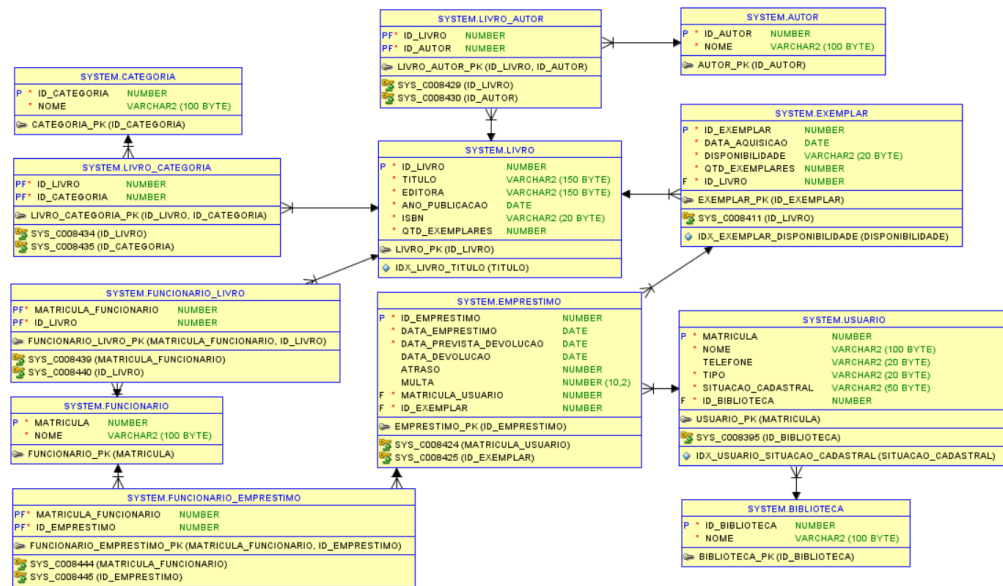 SYSTEM.LIVRO_AUTOR
PF* ID_LIVRO NUMBER
PF* ID_AUTOR NUMBER
LIVRO_AUTOR_PK (ID_LIVRO, ID_AUTOR)
SYS_C008429 (ID_LIVRO)
SYS_C008430 (ID_AUTOR)
SYSTEM.AUTOR
P * ID_AUTOR NUMBER
* NOME VARCHAR2 (100 BYTE)
AUTOR_PK (ID_AUTOR)
SYSTEM.CATEGORIA
P * ID_CATEGORIA NUMBER
* NOME VARCHAR2 (100 BYTE)
CATEGORIA_PK (ID_CATEGORIA)
SYSTEM.EXEMPLAR
P * ID_EXEMPLAR NUMBER
* DATA_AQUISICAO DATE
* DISPONIBILIDADE VARCHAR2 (20 BYTE)
* QTD_EXEMPLARES NUMBER
F * ID_LIVRO NUMBER
EXEMPLAR_PK (ID_EXEMPLAR)
SYS_C008411 (ID_LIVRO)
IDX_EXEMPLAR_DISPONIBILIDADE (DISPONIBILIDADE)
SYSTEM.LIVRO
P * ID_LIVRO NUMBER
* TITULO VARCHAR2 (150 BYTE)
* EDITORA VARCHAR2 (150 BYTE)
* ANO_PUBLICACAO DATE
* ISBN VARCHAR2 (20 BYTE)
* QTD_EXEMPLARES NUMBER
LIVRO_PK (ID_LIVRO)
IDX_LIVRO_TITULO (TITULO)
SYSTEM.LIVRO_CATEGORIA
PF* ID_LIVRO NUMBER
PF* ID_CATEGORIA NUMBER
LIVRO_CATEGORIA_PK (ID_LIVRO, ID_CATEGORIA)
SYS_C008434 (ID_LIVRO)
SYS_C008435 (ID_CATEGORIA)
SYSTEM.FUNCIONARIO_LIVRO
PF* MATRICULA_FUNCIONARIO NUMBER
PF* ID_LIVRO NUMBER
FUNCIONARIO_LIVRO_PK (MATRICULA_FUNCIONARIO, ID_LIVRO)
SYS_C008439 (MATRICULA_FUNCIONARIO)
SYS_C008440 (ID_LIVRO)
SYSTEM.EMPRESTIMO
P * ID_EMPRESTIMO NUMBER
* DATA_EMPRESTIMO DATE
* DATA_PREVISTA_DEVOLUCAO DATE
DATA_DEVOLUCAO DATE
ATRASO NUMBER
MULTA NUMBER (10,2)
F * MATRICULA_USUARIO NUMBER
F * ID_EXEMPLAR NUMBER
EMPRESTIMO_PK (ID_EMPRESTIMO)
SYS_C008424 (MATRICULA_USUARIO)
SYS_C008425 (ID_EXEMPLAR)
SYSTEM.USUARIO
P * MATRICULA NUMBER
* NOME VARCHAR2 (100 BYTE)
TELEFONE VARCHAR2 (20 BYTE)
* TIPO VARCHAR2 (20 BYTE)
* SITUACAO_CADASTRAL VARCHAR2 (50 BYTE)
F * ID_BIBLIOTECA NUMBER
USUARIO_PK (MATRICULA)
SYS_C008395 (ID_BIBLIOTECA)
IDX_USUARIO_SITUACAO_CADASTRAL (SITUACAO_CADASTRAL)
SYSTEM.FUNCIONARIO
P * MATRICULA NUMBER
* NOME VARCHAR2 (100 BYTE)
FUNCIONARIO_PK (MATRICULA)
SYSTEM.FUNCIONARIO_EMPRESTIMO
PF* MATRICULA_FUNCIONARIO NUMBER
PF* ID_EMPRESTIMO NUMBER
FUNCIONARIO_EMPRESTIMO_PK (MATRICULA_FUNCIONARIO, ID_EMPRESTIMO)
SYS_C008444 (MATRICULA_FUNCIONARIO)
SYS_C008445 (ID_EMPRESTIMO)
SYSTEM.BIBLIOTECA
P * ID_BIBLIOTECA NUMBER
* NOME VARCHAR2 (100 BYTE)
BIBLIOTECA_PK (ID_BIBLIOTECA)